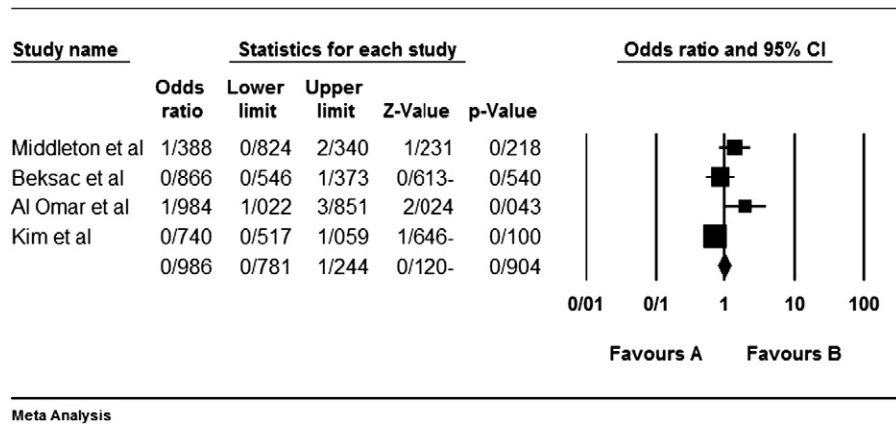 Study name Statistics for each study Odds ratio and 95% CI
Odds Lower Upper
ratio limit limit Z-Value p-Value
Middleton et al 1/388 0/824 2/340 1/231 0/218
Beksac et al 0/866 0/546 1/373 0/613- 0/540
Al Omar et al 1/984 1/022 3/851 2/024 0/043
Kim et al 0/740 0/517 1/059 1/646- 0/100
0/986 0/781 1/244 0/120- 0/904
0/01 0/1 1 10 100
Favours A Favours B
Meta Analysis